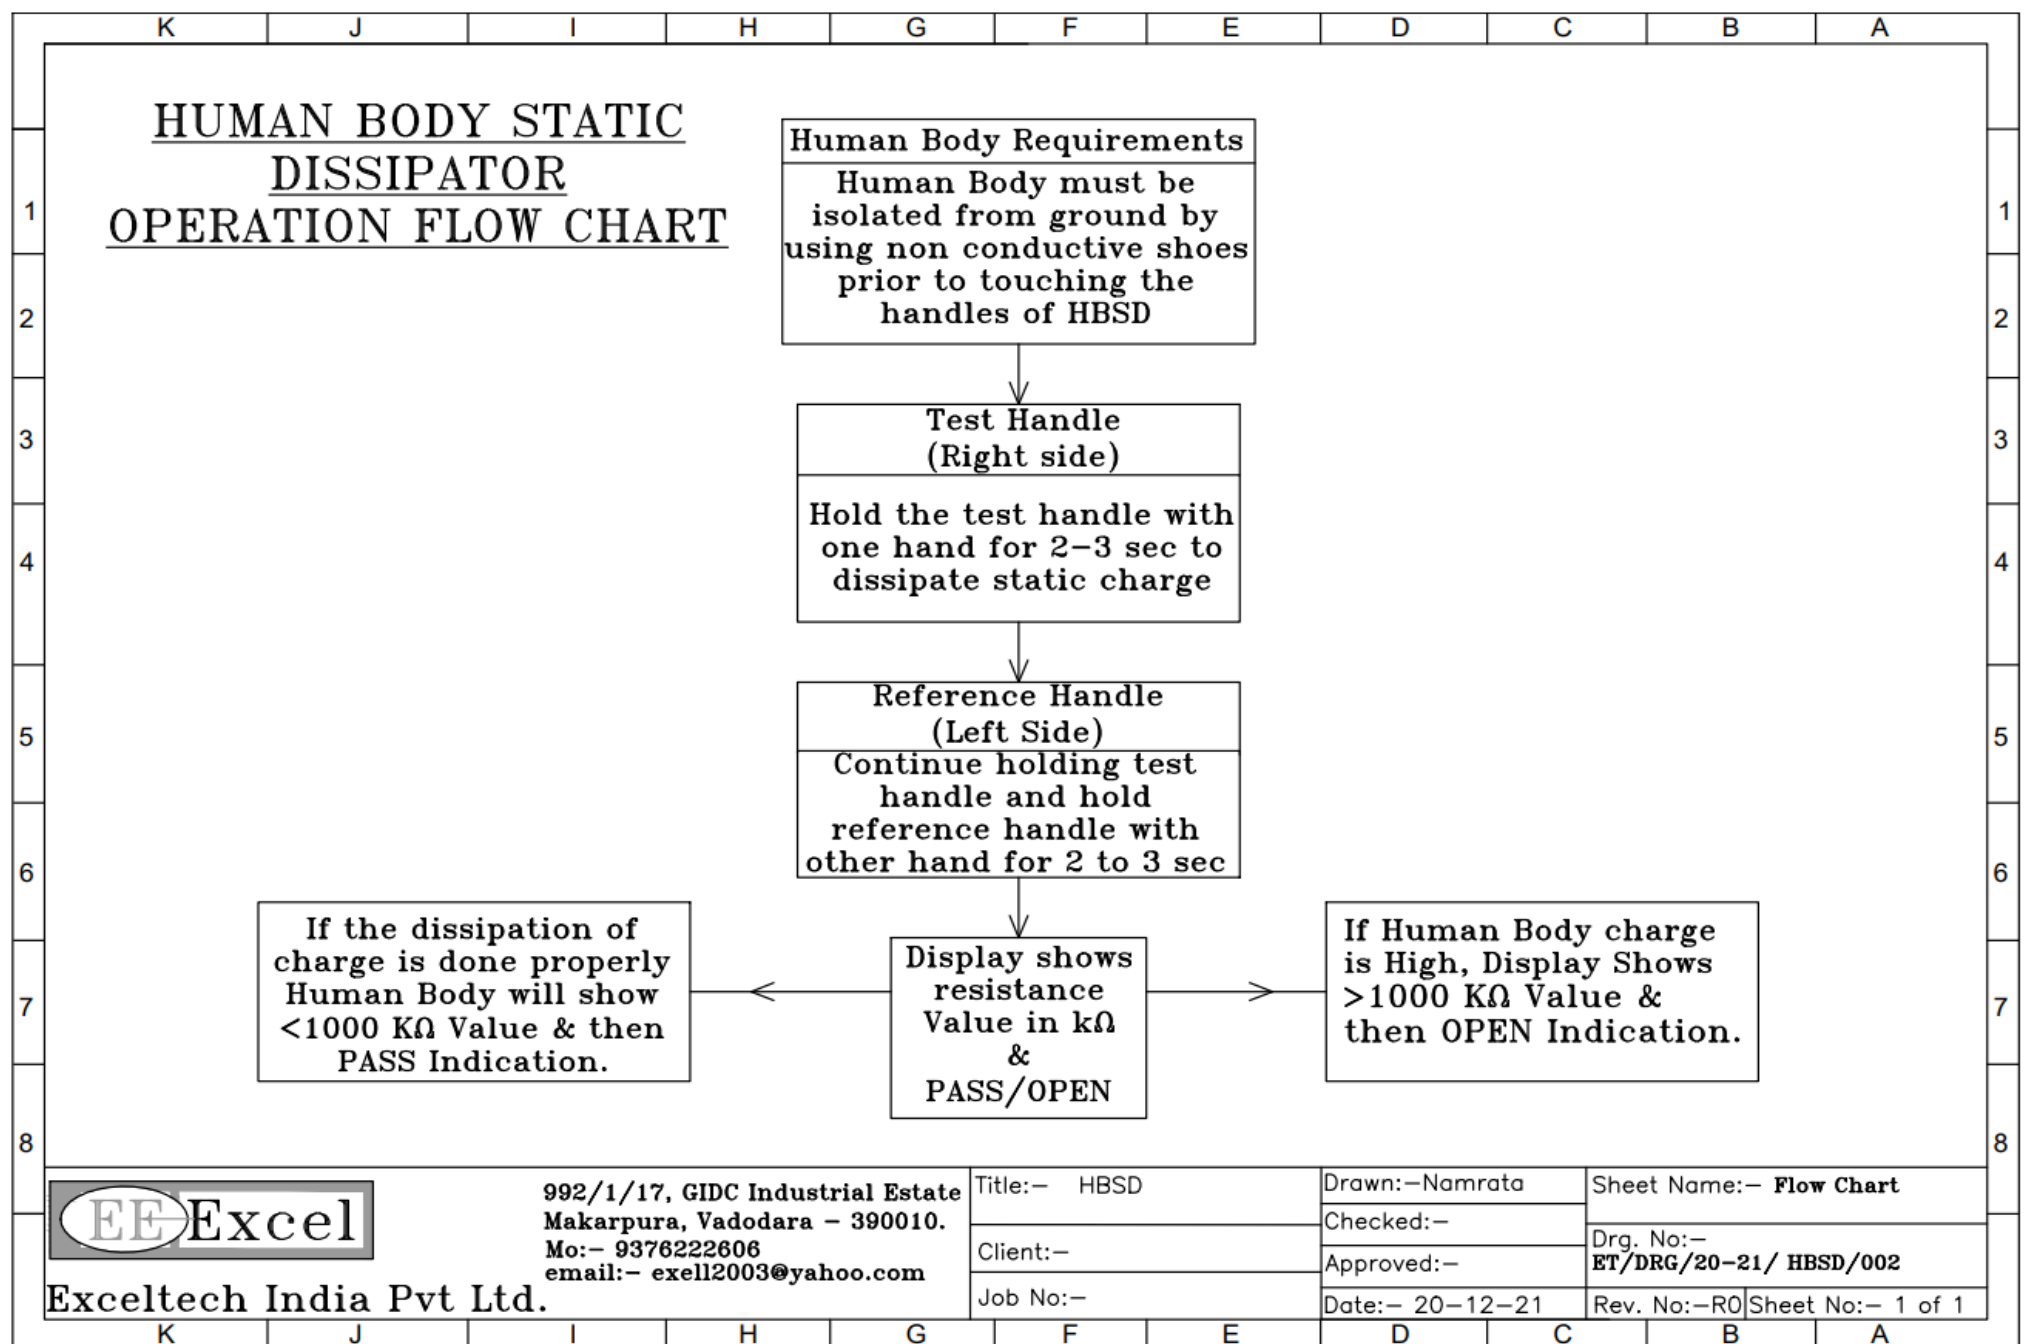 K J I H G F E D C B A
HUMAN BODY STATIC
DISSIPATOR
OPERATION FLOW CHART
Human Body Requirements
Human Body must be
isolated from ground by
using non conductive shoes
prior to touching the
handles of HBSD
Test Handle
(Right side)
Hold the test handle with
one hand for 2-3 sec to
dissipate static charge
Reference Handle
(Left Side)
Continue holding test
handle and hold
reference handle with
other hand for 2 to 3 sec
If the dissipation of
charge is done properly
Human Body will show
<1000 KΩ Value & then
PASS Indication.
Display shows
resistance
Value in kΩ
&
PASS/OPEN
If Human Body charge
is High, Display Shows
>1000 KΩ Value &
then OPEN Indication.
1 1
2 2
3 3
4 4
5 5
6 6
7 7
8 8
EE Excel
Exceltech India Pvt Ltd.
992/1/17, GIDC Industrial Estate
Makarpura, Vadodara - 390010.
Mo:- 9376222606
email:- exell2003@yahoo.com
Title:- HBSD
Client:-
Job No:-
Drawn:-Namrata
Checked:-
Approved:-
Date:- 20-12-21
Sheet Name:- Flow Chart
Drg. No:-
ET/DRG/20-21/ HBSD/002
Rev. No:-R0 Sheet No:- 1 of 1
K J I H G F E D C B A